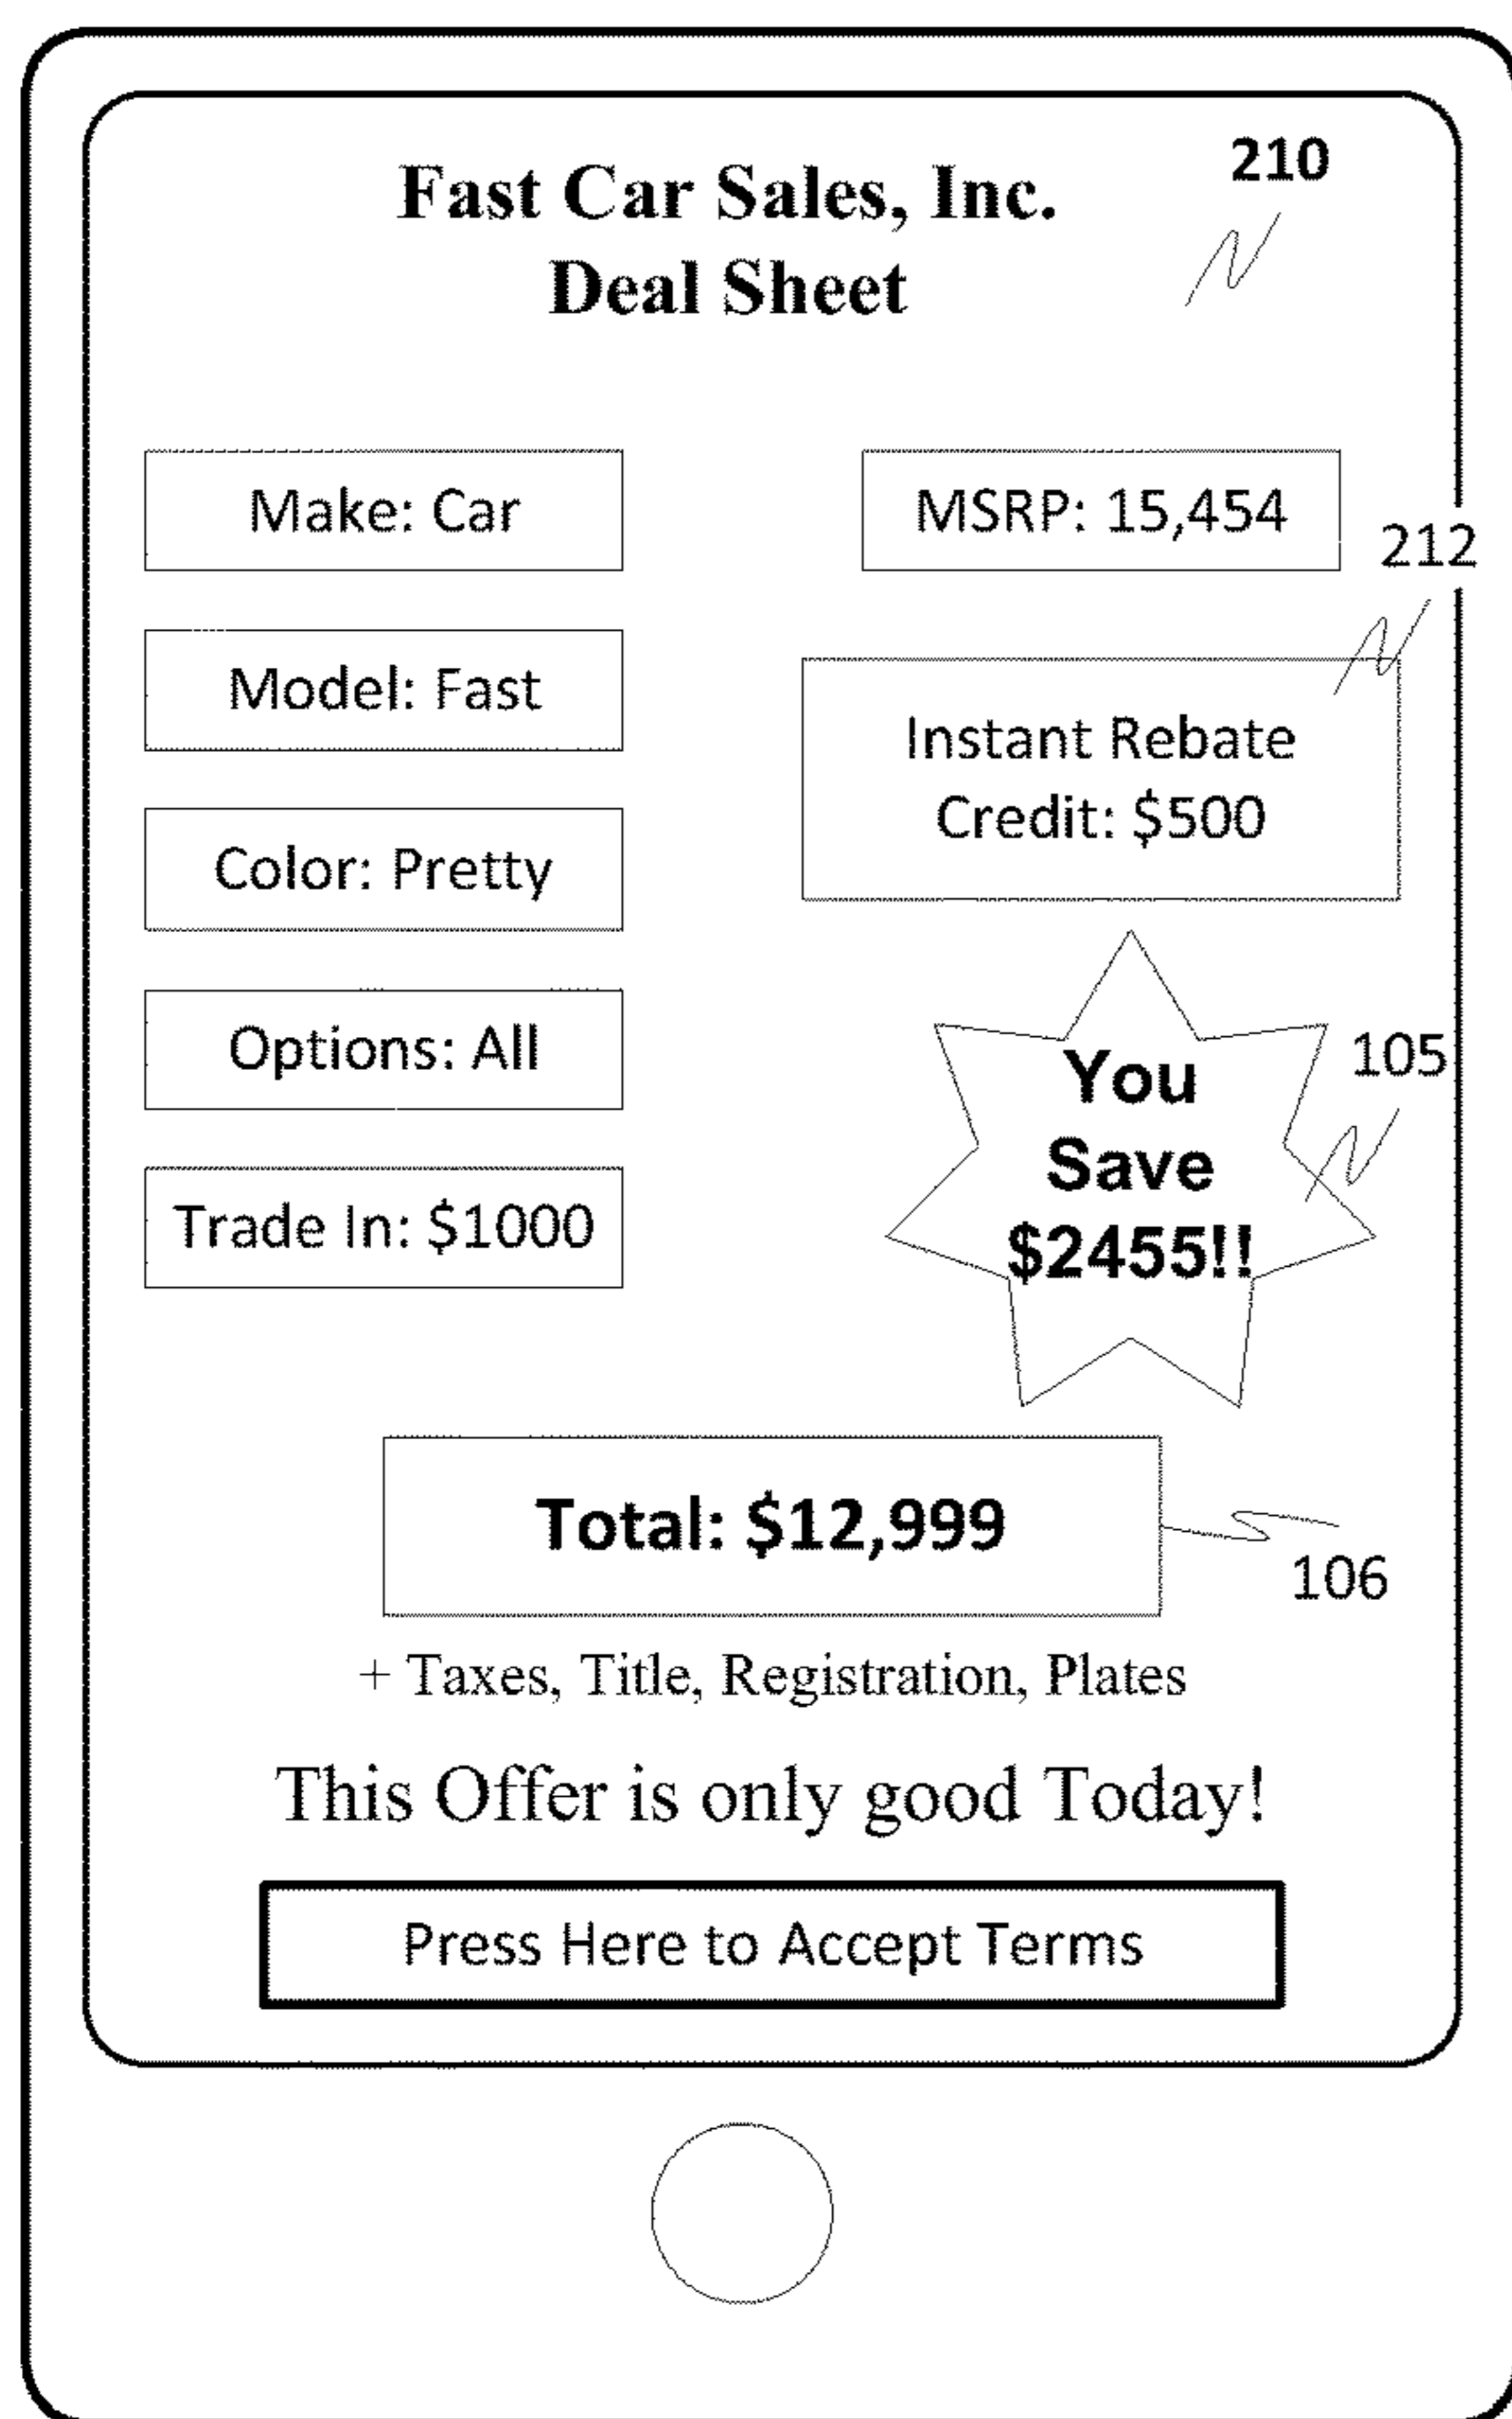 210
Fast Car Sales, Inc.
Deal Sheet
Make: Car
MSRP: 15,454
212
Model: Fast
Instant Rebate
Credit: $500
Color: Pretty
Options: All
105
You
Save
$2455!!
Trade In: $1000
Total: $12,999
106
+ Taxes, Title, Registration, Plates
This Offer is only good Today!
Press Here to Accept Terms